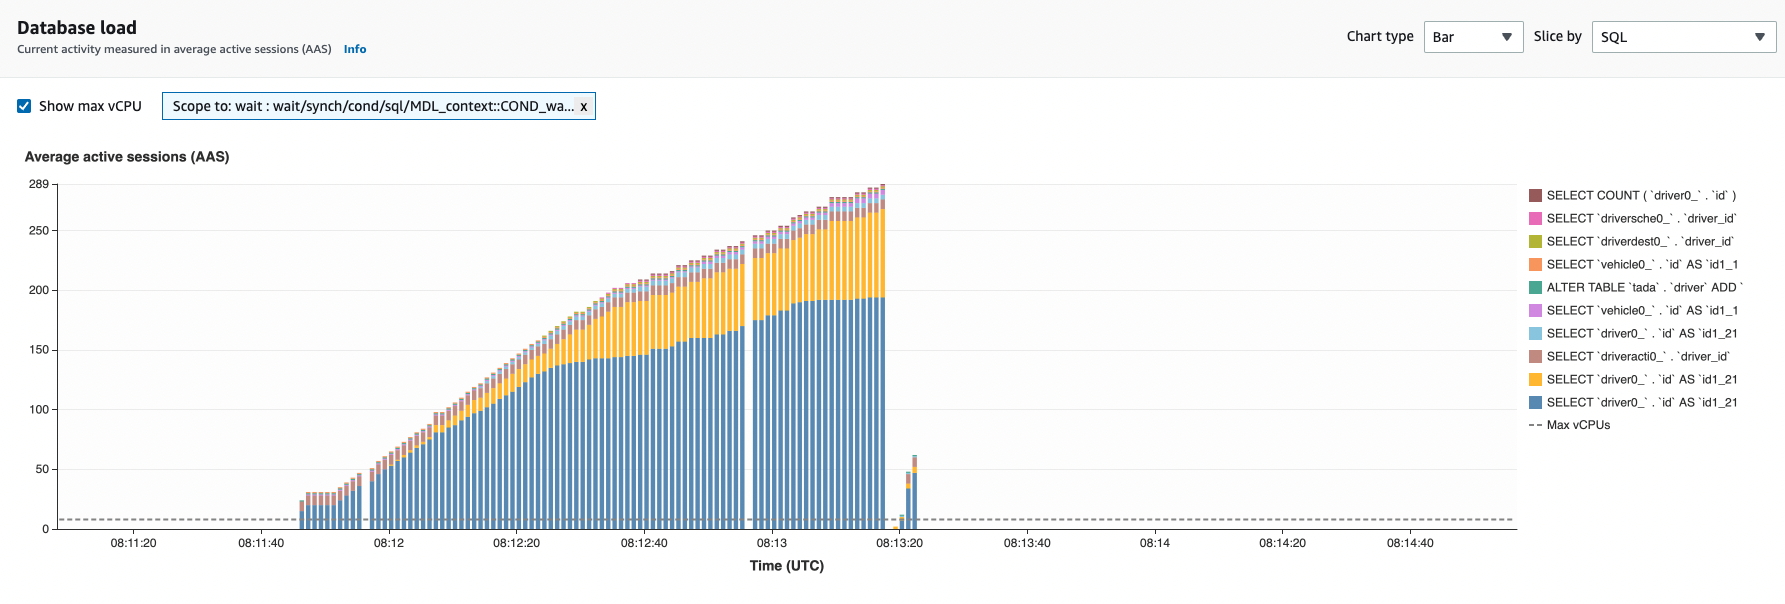 Database load
Current activity measured in average active sessions (AAS) Info
Chart type Bar Slice by SQL
Show max vCPU Scope to: wait : wait/synch/cond/sql/MDL_context::COND_wa... x
Average active sessions (AAS)
289
250
200
150
100
50
0
08:11:20 08:11:40 08:12 08:12:20 08:12:40 08:13 08:13:20 08:13:40 08:14 08:14:20 08:14:40
Time (UTC)
SELECT COUNT ( `driver0_` . `id` )
SELECT `driversche0_` . `driver_id`
SELECT `driverdest0_` . `driver_id`
SELECT `vehicle0_` . `id` AS `id1_1
ALTER TABLE `tada` . `driver` ADD `
SELECT `vehicle0_` . `id` AS `id1_1
SELECT `driver0_` . `id` AS `id1_21
SELECT `driveracti0_` . `driver_id`
SELECT `driver0_` . `id` AS `id1_21
SELECT `driver0_` . `id` AS `id1_21
Max vCPUs